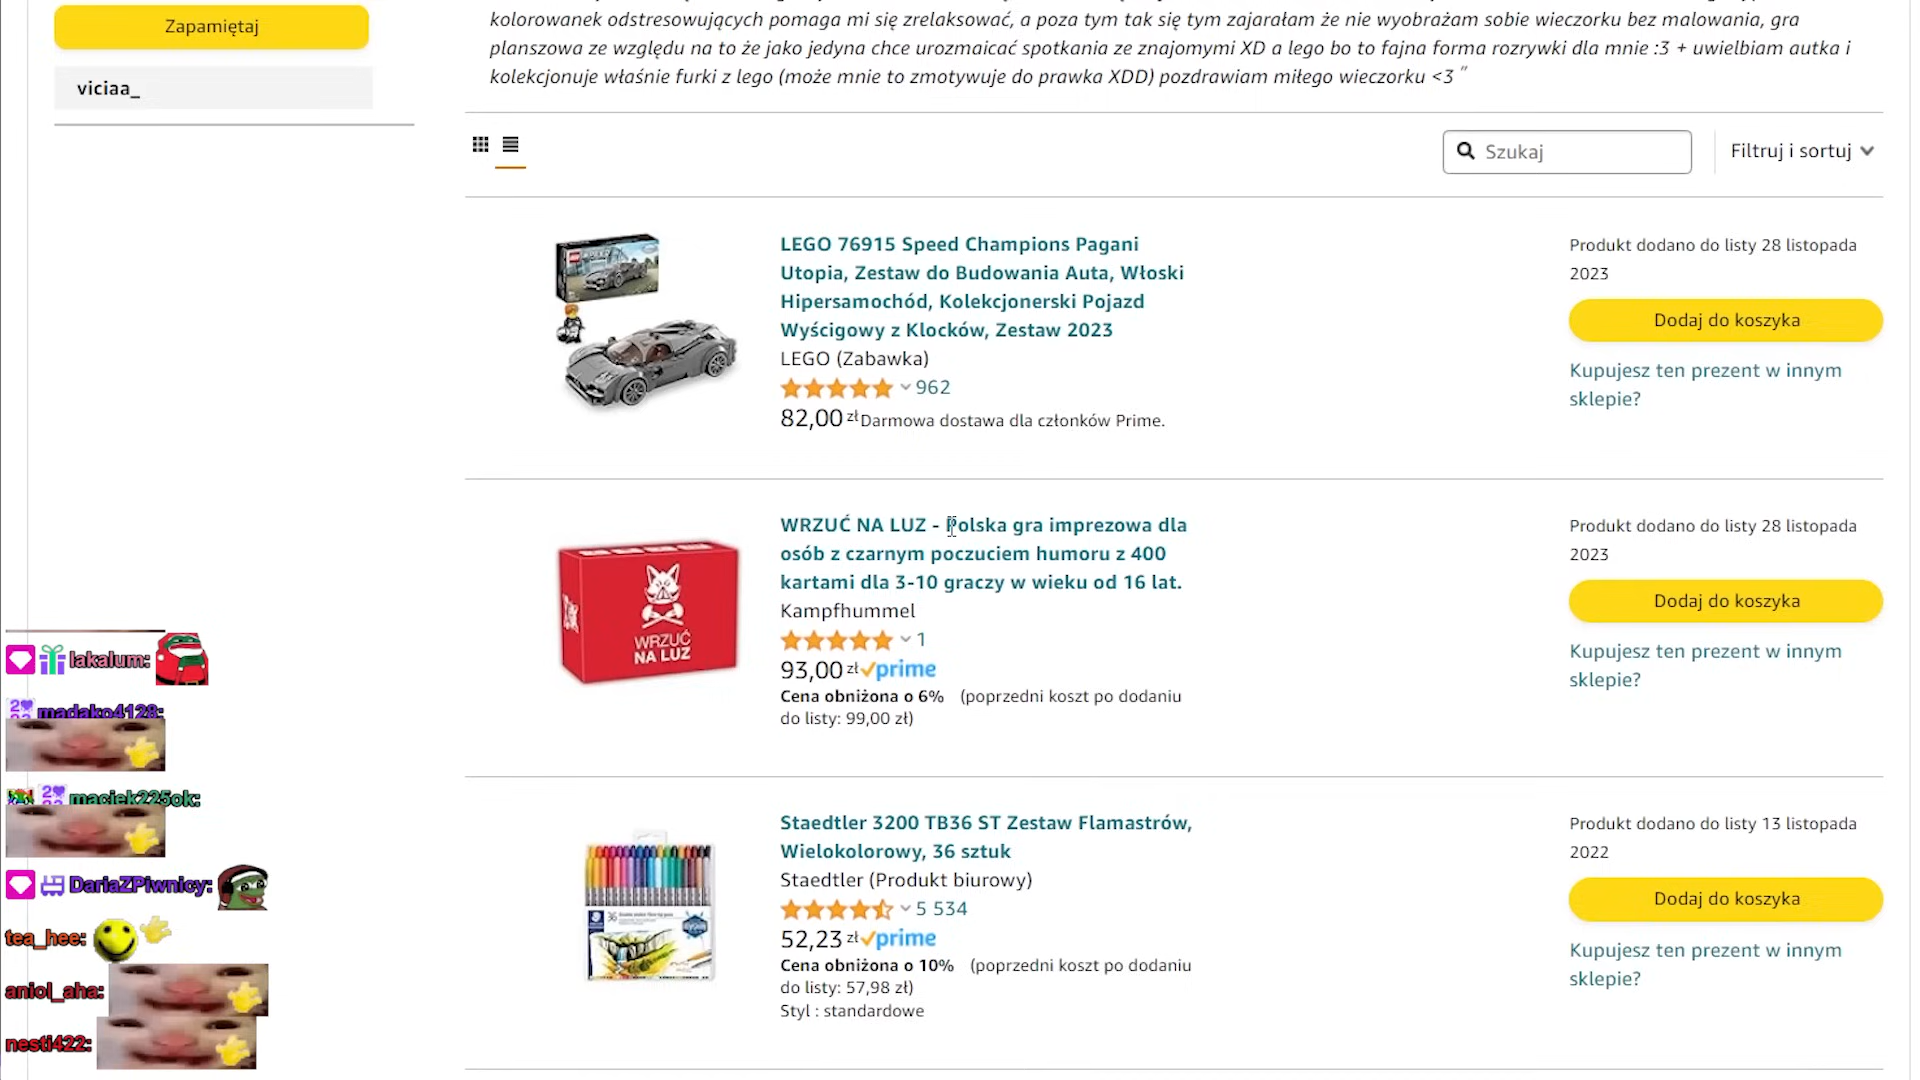 kolorowanek odstresowujących pomaga mi się zrelaksować, a poza tym tak się tym zajarałam że nie wyobrażam sobie wieczorku bez malowania, gra
planszowa ze względu na to że jako jedyna chce urozmaicać spotkania ze znajomymi XD a lego bo to fajna forma rozrywki dla mnie :3 + uwielbiam autka i
kolekcjonuje właśnie furki z lego (może mnie to zmotywuje do prawka XDD) pozdrawiam miłego wieczorku <3 "
Zapamiętaj
viciaa_
Szukaj
Filtruj i sortuj
LEGO 76915 Speed Champions Pagani
Utopia, Zestaw do Budowania Auta, Włoski
Hipersamochód, Kolekcjonerski Pojazd
Wyścigowy z Klocków, Zestaw 2023
LEGO (Zabawka)
962
82,00 zł Darmowa dostawa dla członków Prime.
Produkt dodano do listy 28 listopada
2023
Dodaj do koszyka
Kupujesz ten prezent w innym
sklepie?
WRZUĆ
NA LUZ
WRZUĆ NA LUZ - Polska gra imprezowa dla
osób z czarnym poczuciem humoru z 400
kartami dla 3-10 graczy w wieku od 16 lat.
Kampfhummel
1
93,00 zł prime
Cena obniżona o 6% (poprzedni koszt po dodaniu
do listy: 99,00 zł)
Produkt dodano do listy 28 listopada
2023
Dodaj do koszyka
Kupujesz ten prezent w innym
sklepie?
Staedtler 3200 TB36 ST Zestaw Flamastrów,
Wielokolorowy, 36 sztuk
Staedtler (Produkt biurowy)
5 534
52,23 zł prime
Cena obniżona o 10% (poprzedni koszt po dodaniu
do listy: 57,98 zł)
Styl : standardowe
Produkt dodano do listy 13 listopada
2022
Dodaj do koszyka
Kupujesz ten prezent w innym
sklepie?
lakalum:
madako4128:
maciek225ok:
DariaZPiwnicy:
tea_hee:
aniol_aha:
nesti422: